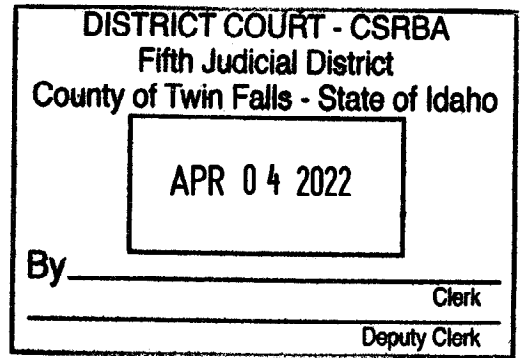 DISTRICT COURT - CSRBA
Fifth Judicial District
County of Twin Falls - State of Idaho
APR 04 2022
By
Clerk
Deputy Clerk